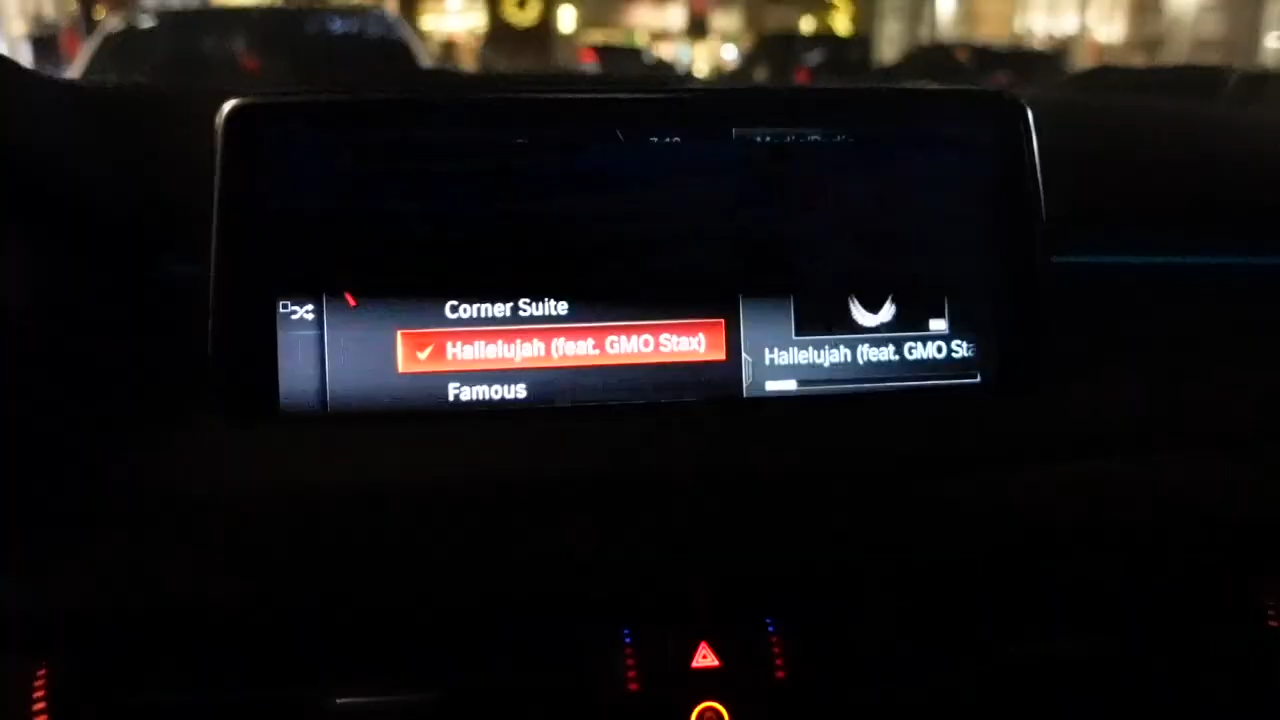 Corner Suite
Hallelujah (feat. GMO Stax)
Famous
Hallelujah (feat. GMO Sta